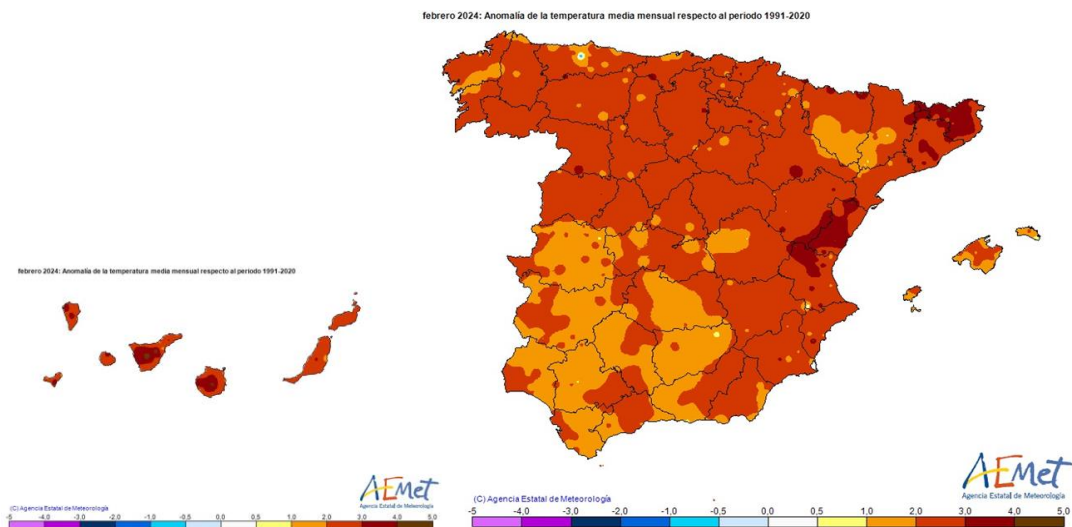 febrero 2024: Anomalía de la temperatura media mensual respecto al periodo 1991-2020
febrero 2024: Anomalía de la temperatura media mensual respecto al periodo 1991-2020
AEMet
Agencia Estatal de Meteorología
(C) Agencia Estatal de Meteorología
-5 -4.0 -3.0 -2.0 -1.0 -0.5 0.0 0.5 1.0 2.0 3.0 4.0 5.0
AEMet
Agencia Estatal de Meteorología
(C) Agencia Estatal de Meteorología
-5 -4.0 -3.0 -2.0 -1.0 -0.5 0.0 0.5 1.0 2.0 3.0 4.0 5.0